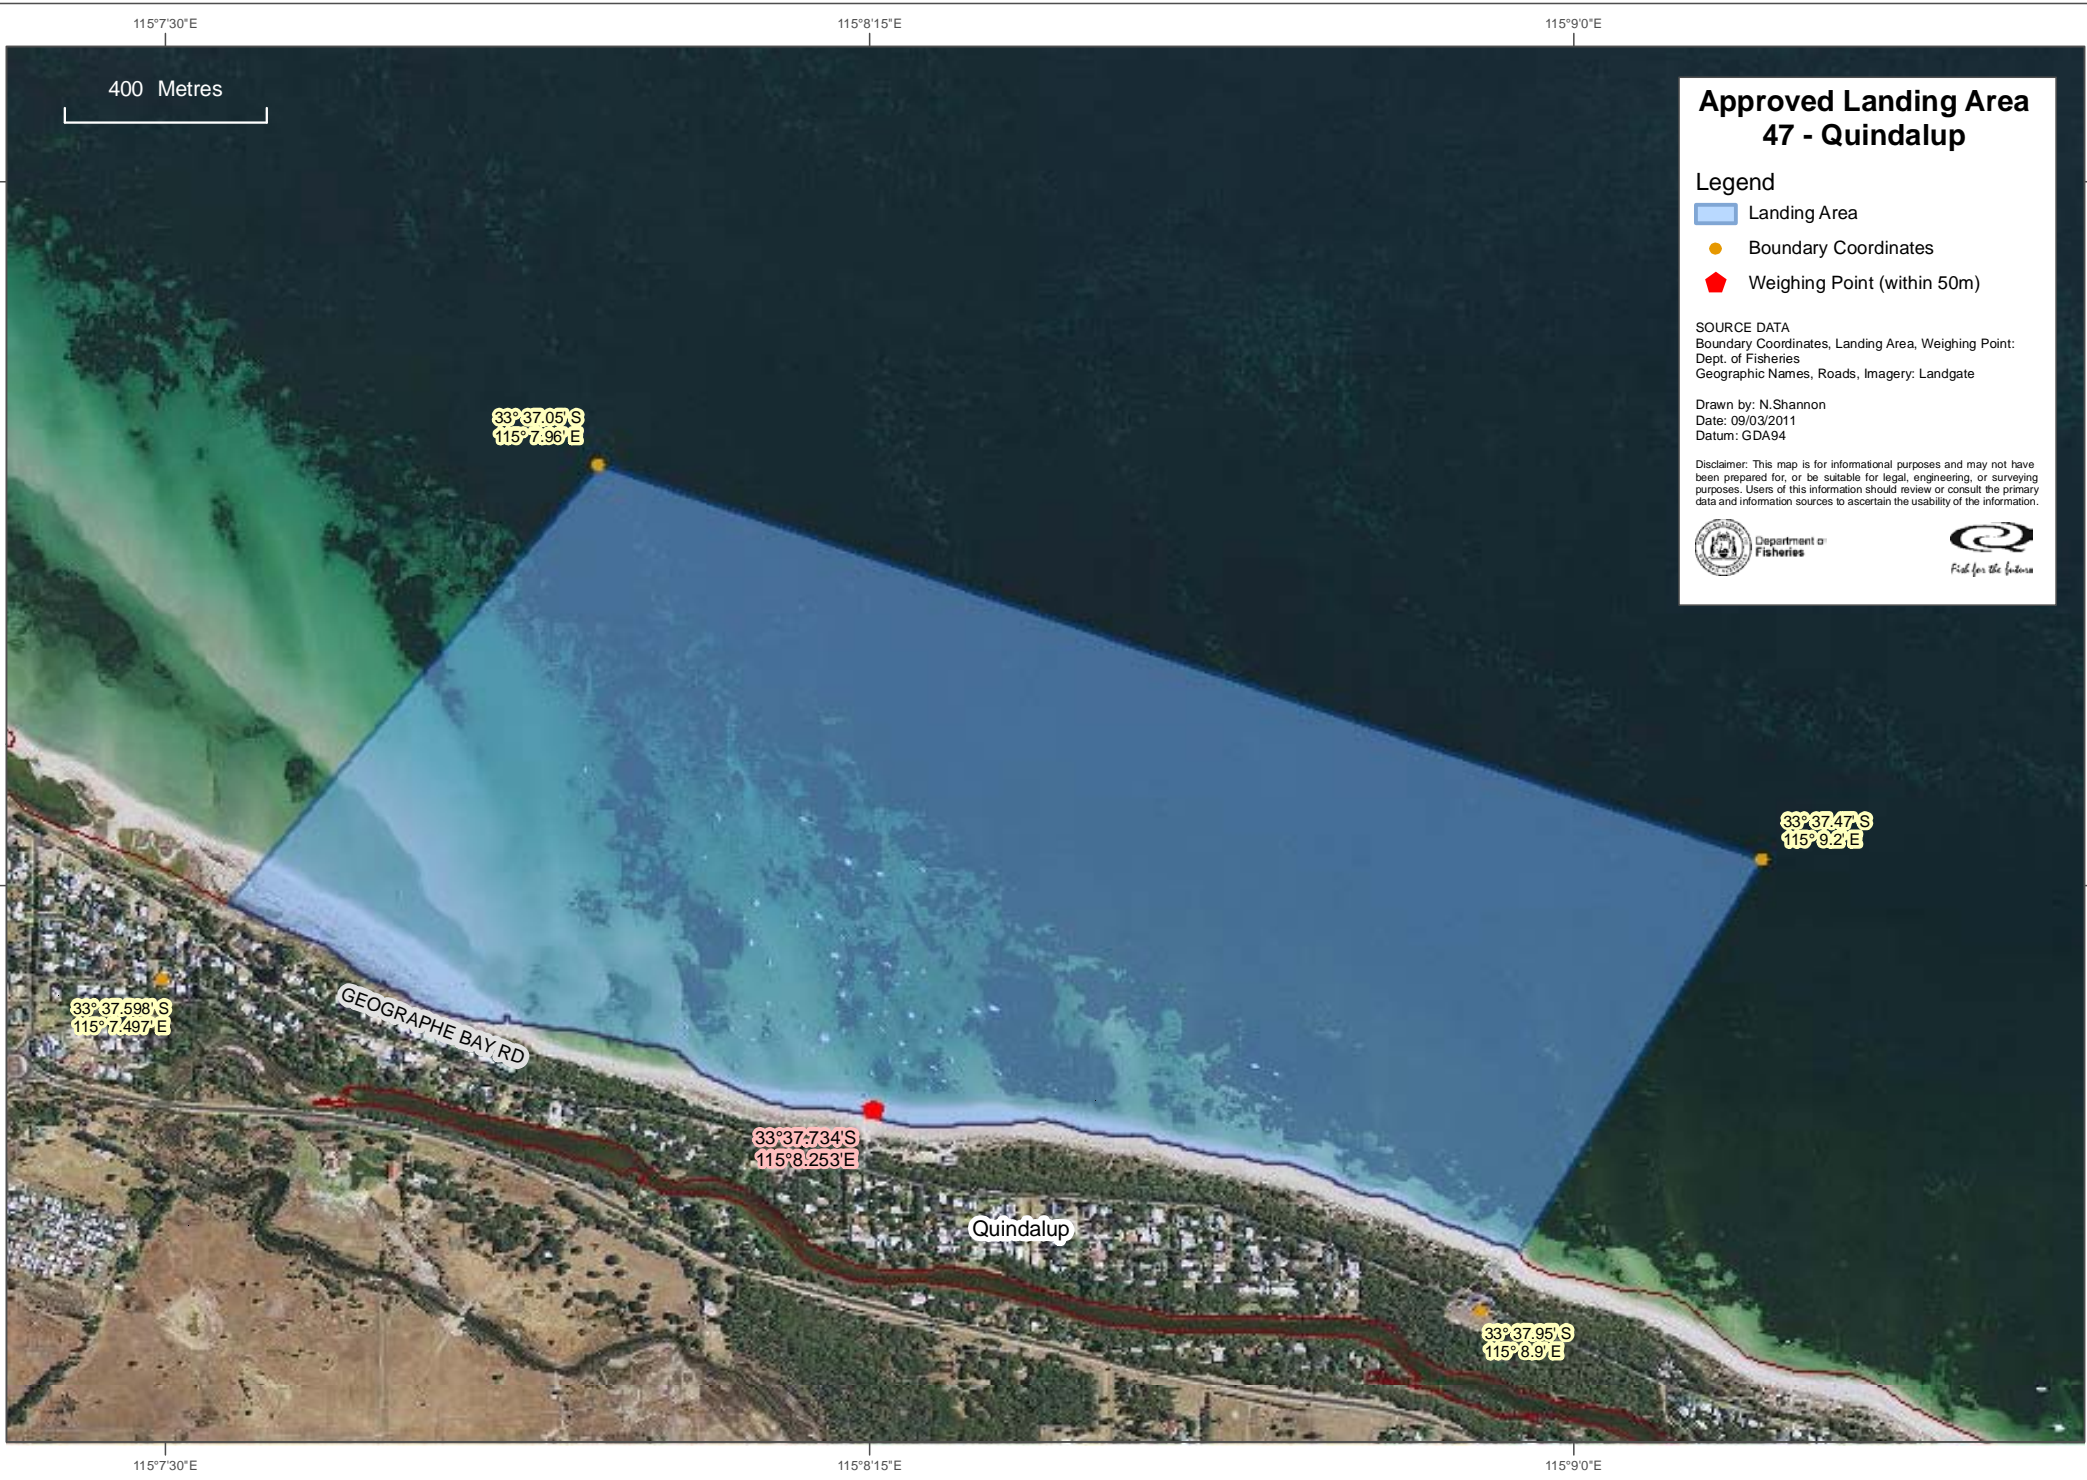 115°7'30"E
115°8'15"E
115°9'0"E
400 Metres
Approved Landing Area
47 - Quindalup
Legend
Landing Area
Boundary Coordinates
Weighing Point (within 50m)
SOURCE DATA
Boundary Coordinates, Landing Area, Weighing Point:
Dept. of Fisheries
Geographic Names, Roads, Imagery: Landgate
Drawn by: N.Shannon
Date: 09/03/2011
Datum: GDA94
Disclaimer: This map is for informational purposes and may not have
been prepared for, or be suitable for legal, engineering, or surveying
purposes. Users of this information should review or consult the primary
data and information sources to ascertain the usability of the information.
Department of
Fisheries
Fish for the future
33° 37.05' S
115° 7.96' E
33° 37.47' S
115° 9.2' E
33° 37.598' S
115° 7.497' E
GEOGRAPHE BAY RD
33°37.734'S
115°8.253'E
Quindalup
33° 37.95' S
115° 8.9' E
115°7'30"E
115°8'15"E
115°9'0"E